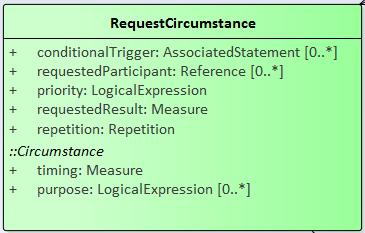 RequestCircumstance
+ conditionalTrigger: AssociatedStatement [0..*]
+ requestedParticipant: Reference [0..*]
+ priority: LogicalExpression
+ requestedResult: Measure
+ repetition: Repetition
::Circumstance
+ timing: Measure
+ purpose: LogicalExpression [0..*]